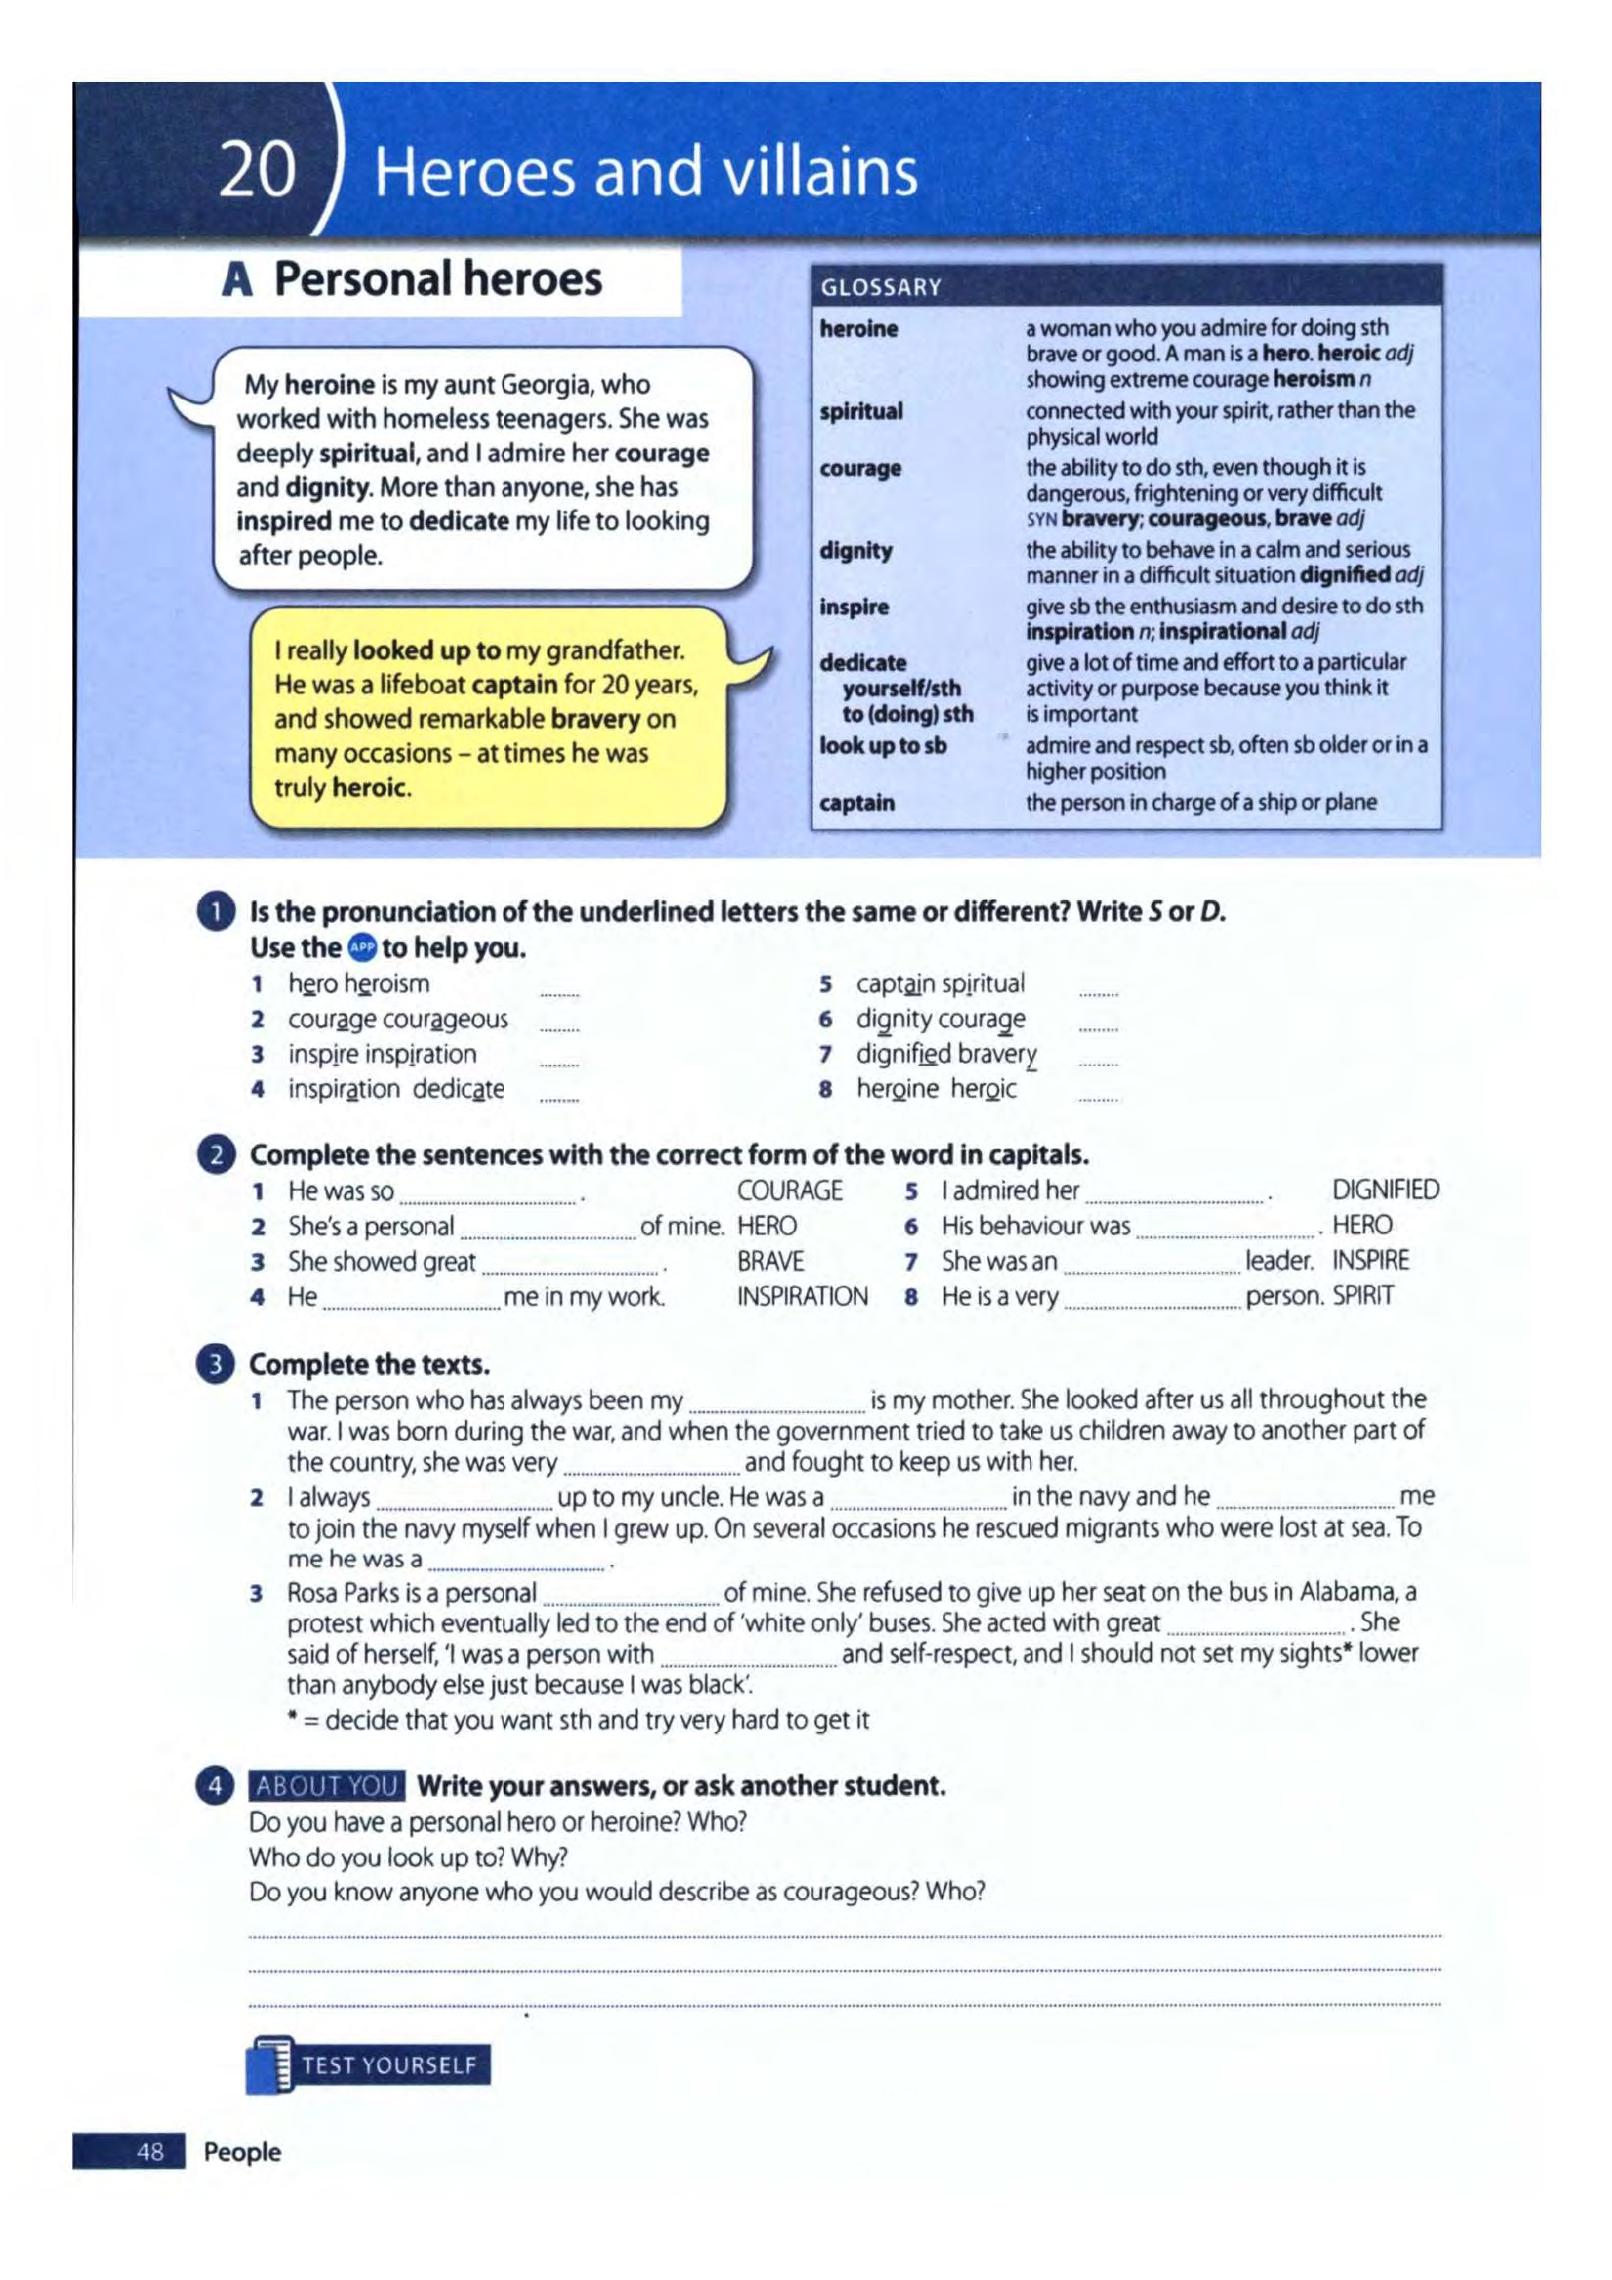 20 Heroes and villains
A Personal heroes
My heroine is my aunt Georgia, who
worked with homeless teenagers. She was
deeply spiritual, and I admire her courage
and dignity. More than anyone, she has
inspired me to dedicate my life to looking
after people.
I really looked up to my grandfather.
He was a lifeboat captain for 20 years,
and showed remarkable bravery on
many occasions – at times he was
truly heroic.
GLOSSARY
heroine a woman who you admire for doing sth
brave or good. A man is a hero. heroic adj
showing extreme courage heroism n
spiritual connected with your spirit, rather than the
physical world
courage the ability to do sth, even though it is
dangerous, frightening or very difficult
SYN bravery; courageous, brave adj
dignity the ability to behave in a calm and serious
manner in a difficult situation dignified adj
inspire give sb the enthusiasm and desire to do sth
inspiration n; inspirational adj
dedicate give a lot of time and effort to a particular
yourself/sth activity or purpose because you think it
to (doing) sth is important
look up to sb admire and respect sb, often sb older or in a
higher position
captain the person in charge of a ship or plane
1 Is the pronunciation of the underlined letters the same or different? Write S or D.
Use the APP to help you.
1 hero heroism ........ 5 captain spiritual ........
2 courage courageous ........ 6 dignity courage ........
3 inspire inspiration ........ 7 dignified bravery ........
4 inspiration dedicate ........ 8 heroine heroic ........
2 Complete the sentences with the correct form of the word in capitals.
1 He was so ........ . COURAGE 5 I admired her ........ . DIGNIFIED
2 She's a personal ........ of mine. HERO 6 His behaviour was ........ . HERO
3 She showed great ........ . BRAVE 7 She was an ........ leader. INSPIRE
4 He ........ me in my work. INSPIRATION 8 He is a very ........ person. SPIRIT
3 Complete the texts.
1 The person who has always been my ........ is my mother. She looked after us all throughout the
war. I was born during the war, and when the government tried to take us children away to another part of
the country, she was very ........ and fought to keep us with her.
2 I always ........ up to my uncle. He was a ........ in the navy and he ........ me
to join the navy myself when I grew up. On several occasions he rescued migrants who were lost at sea. To
me he was a ........ .
3 Rosa Parks is a personal ........ of mine. She refused to give up her seat on the bus in Alabama, a
protest which eventually led to the end of 'white only' buses. She acted with great ........ . She
said of herself, 'I was a person with ........ and self-respect, and I should not set my sights* lower
than anybody else just because I was black'.
* = decide that you want sth and try very hard to get it
4 ABOUT YOU Write your answers, or ask another student.
Do you have a personal hero or heroine? Who?
Who do you look up to? Why?
Do you know anyone who you would describe as courageous? Who?
TEST YOURSELF
48 People